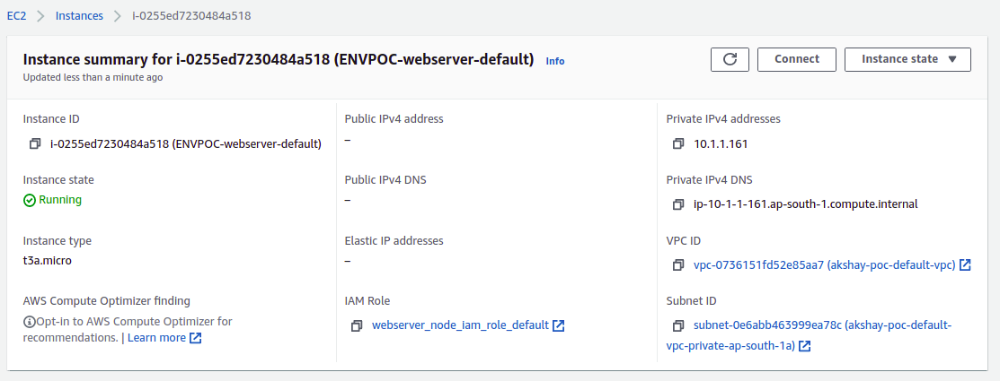 EC2 > Instances > i-0255ed7230484a518
Instance summary for i-0255ed7230484a518 (ENVPOC-webserver-default) Info
Updated less than a minute ago
Connect
Instance state
Instance ID
i-0255ed7230484a518 (ENVPOC-webserver-default)
Public IPv4 address
–
Private IPv4 addresses
10.1.1.161
Instance state
Running
Public IPv4 DNS
–
Private IPv4 DNS
ip-10-1-1-161.ap-south-1.compute.internal
Instance type
t3a.micro
Elastic IP addresses
–
VPC ID
vpc-0736151fd52e85aa7 (akshay-poc-default-vpc)
AWS Compute Optimizer finding
Opt-in to AWS Compute Optimizer for
recommendations. | Learn more
IAM Role
webserver_node_iam_role_default
Subnet ID
subnet-0e6abb463999ea78c (akshay-poc-default-
vpc-private-ap-south-1a)